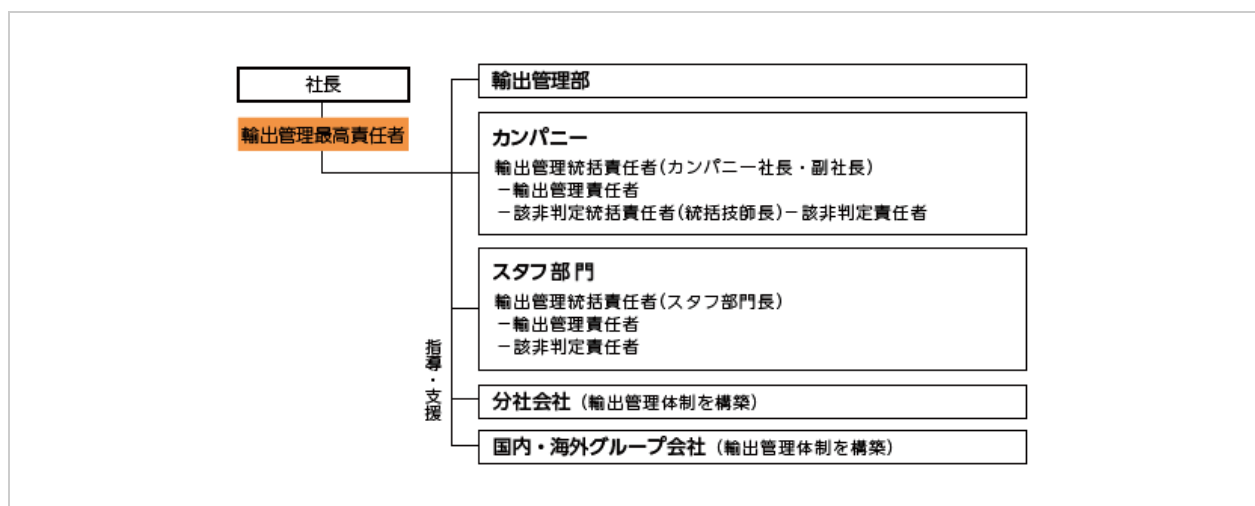 社長
輸出管理最高責任者
輸出管理部
カンパニー
輸出管理統括責任者(カンパニー社長・副社長)
－輸出管理責任者
－該非判定統括責任者(統括技師長)－該非判定責任者
スタフ部門
輸出管理統括責任者(スタフ部門長)
－輸出管理責任者
－該非判定責任者
指導・支援
分社会社（輸出管理体制を構築）
国内・海外グループ会社（輸出管理体制を構築）